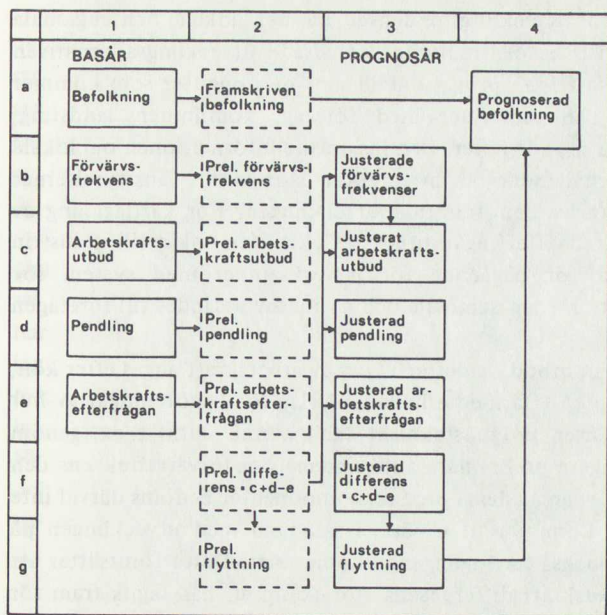 1 2 3 4
BASÅR PROGNOSÅR
a
Befolkning
Framskriven
befolkning
Prognoserad
befolkning
b
Förvärvs-
frekvens
Prel. förvärvs-
frekvens
Justerade
förvärvs-
frekvenser
c
Arbetskrafts-
utbud
Prel. arbets-
kraftsutbud
Justerat
arbetskrafts-
utbud
d
Pendling
Prel.
pendling
Justerad
pendling
e
Arbetskrafts-
efterfrågan
Prel. arbets-
kraftsefter-
frågan
Justerad ar-
betskrafts-
efterfrågan
f
Prel. diffe-
rens·c+d-e
Justerad
differens
·c+d-e
g
Prel.
flyttning
Justerad
flyttning